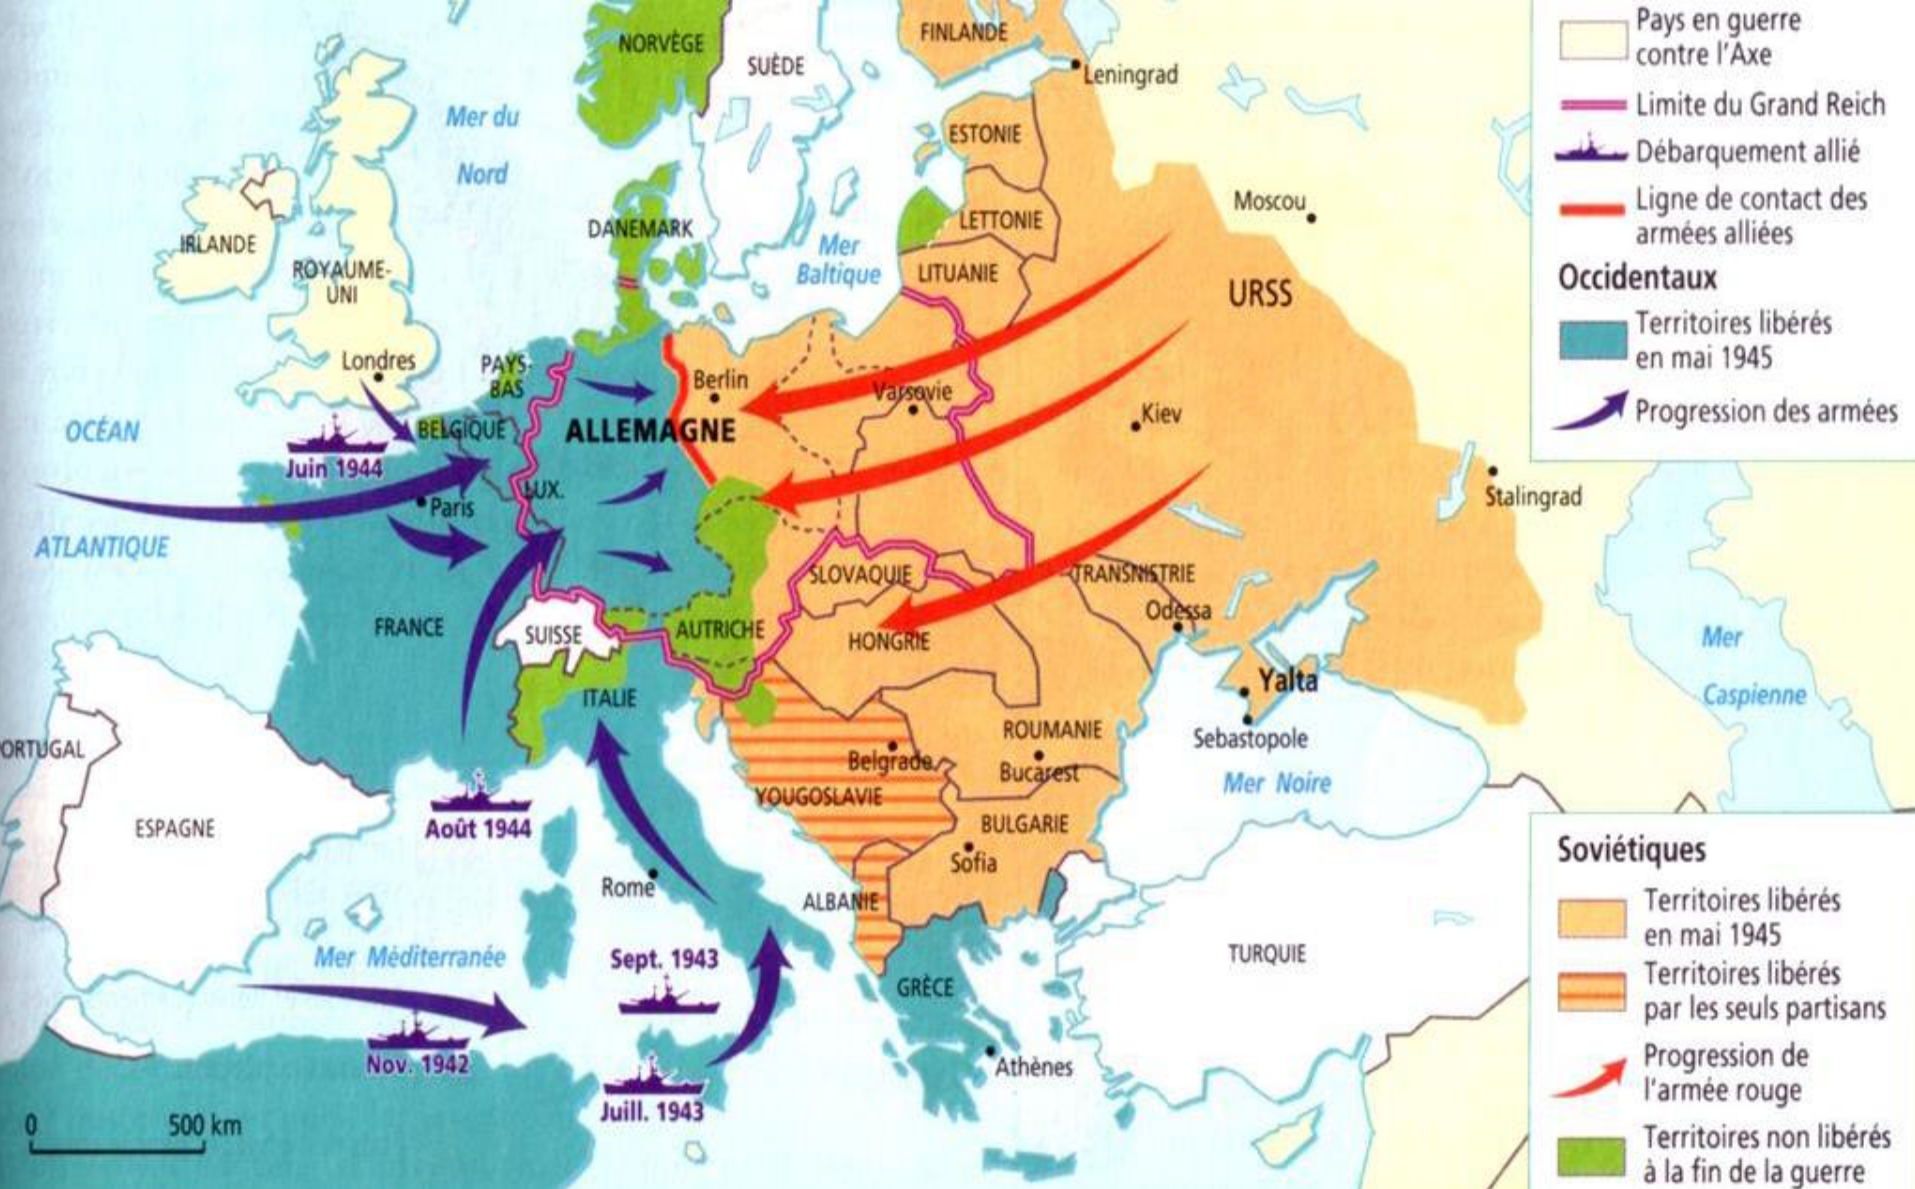 Pays en guerre
contre l'Axe
Limite du Grand Reich
Débarquement allié
Ligne de contact des
armées alliées
Occidentaux
Territoires libérés
en mai 1945
Progression des armées
NORVÈGE
SUÈDE
FINLANDE
Leningrad
Mer du
Nord
ESTONIE
Moscou
LETTONIE
DANEMARK
IRLANDE
ROYAUME-
UNI
Mer
Baltique
LITUANIE
URSS
Londres
PAYS-
BAS
Berlin
Varsovie
Kiev
OCÉAN
ATLANTIQUE
BELGIQUE
ALLEMAGNE
Juin 1944
LUX.
Paris
Stalingrad
SLOVAQUIE
TRANSNISTRIE
Odessa
FRANCE
SUISSE
AUTRICHE
HONGRIE
Mer
Caspienne
Yalta
ITALIE
ROUMANIE
Sebastopole
PORTUGAL
Belgrade
Bucarest
Mer Noire
YOUGOSLAVIE
Août 1944
ESPAGNE
BULGARIE
Sofia
Rome
ALBANIE
Mer Méditerranée
Sept. 1943
TURQUIE
GRÈCE
Nov. 1942
Athènes
Juill. 1943
0 500 km
Soviétiques
Territoires libérés
en mai 1945
Territoires libérés
par les seuls partisans
Progression de
l'armée rouge
Territoires non libérés
à la fin de la guerre